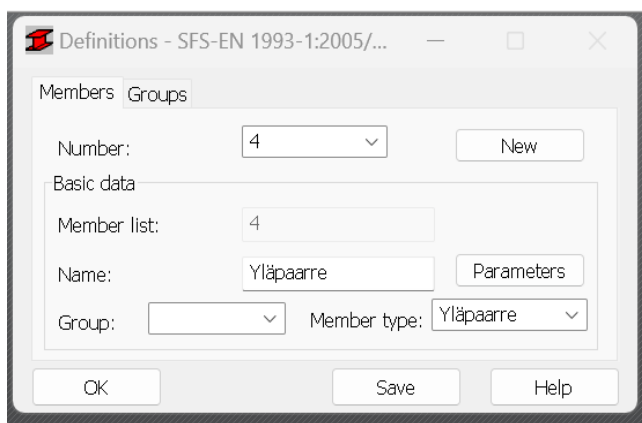 Definitions - SFS-EN 1993-1:2005/...
Members Groups
Number: 4 New
Basic data
Member list: 4
Name: Yläpaarre Parameters
Group: Member type: Yläpaarre
OK Save Help